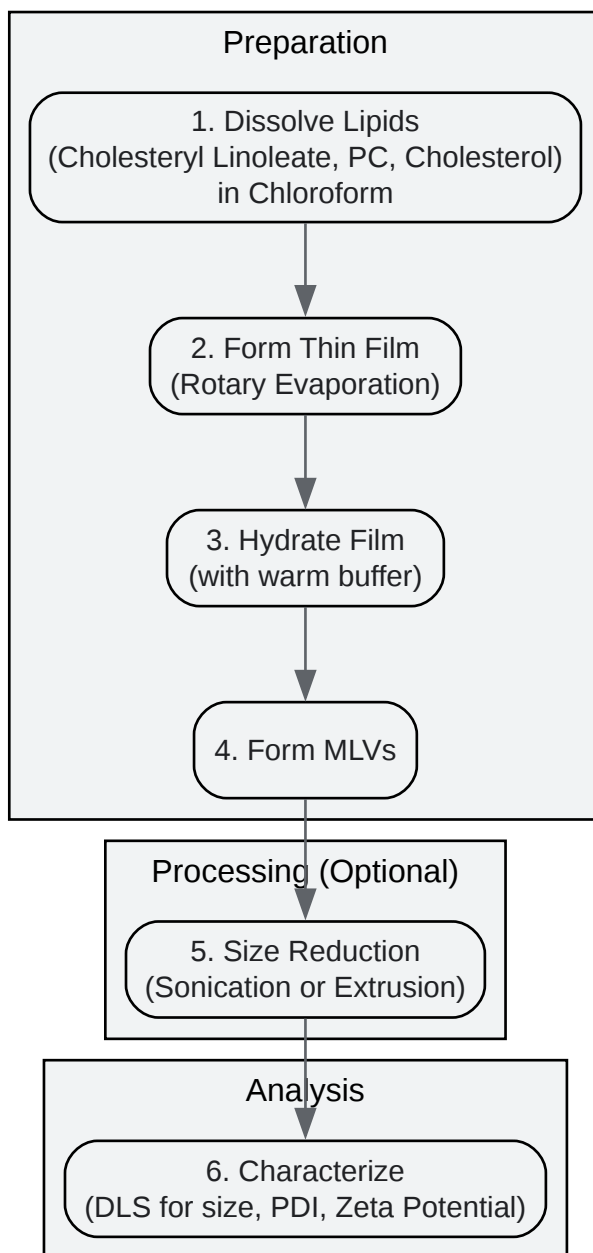 Preparation
1. Dissolve Lipids
(Cholesteryl Linoleate, PC, Cholesterol)
in Chloroform
2. Form Thin Film
(Rotary Evaporation)
3. Hydrate Film
(with warm buffer)
4. Form MLVs
Processing (Optional)
5. Size Reduction
(Sonication or Extrusion)
Analysis
6. Characterize
(DLS for size, PDI, Zeta Potential)